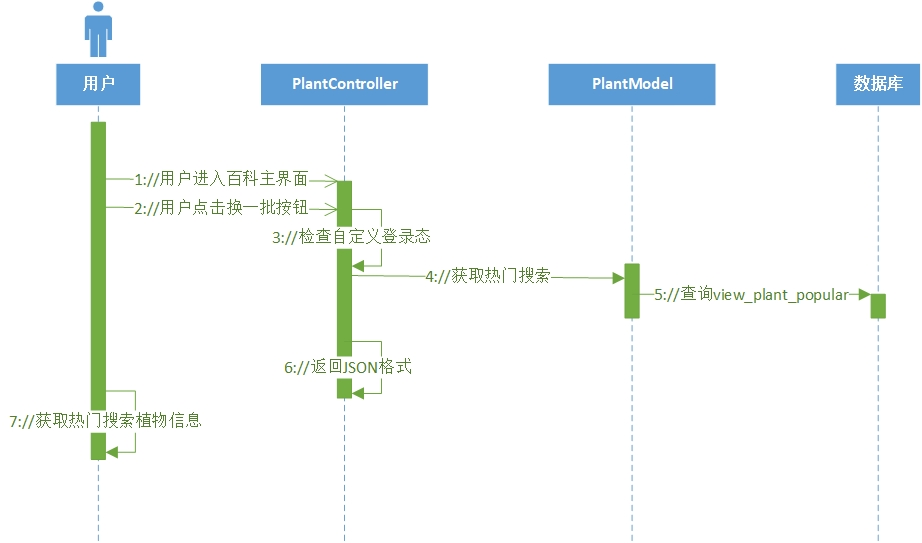 用户
PlantController
PlantModel
数据库
1://用户进入百科主界面
2://用户点击换一批按钮
3://检查自定义登录态
4://获取热门搜索
5://查询view_plant_popular
6://返回JSON格式
7://获取热门搜索植物信息